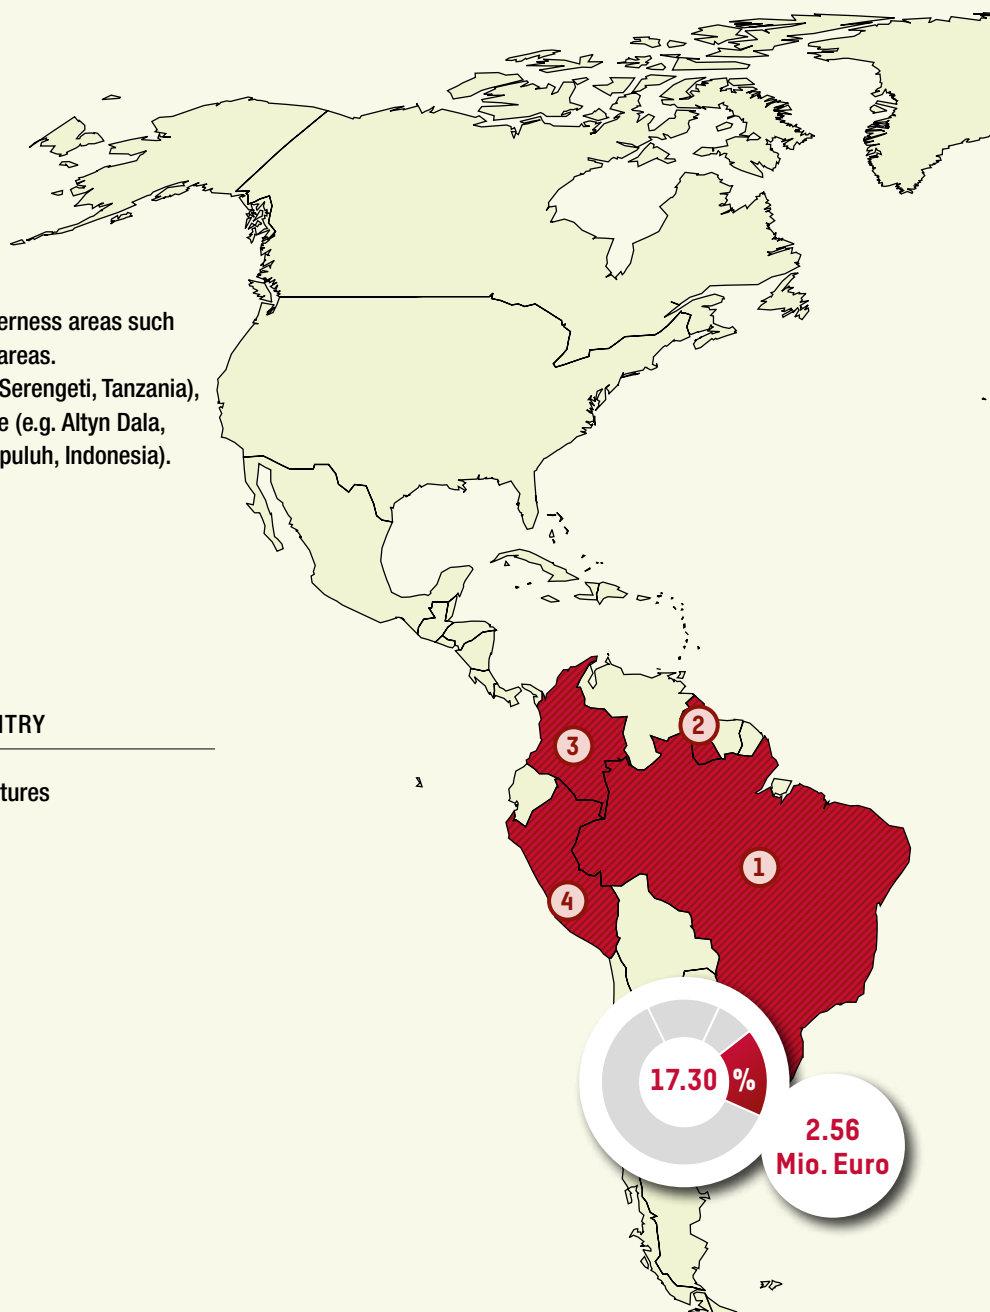 erness areas such
areas.
Serengeti, Tanzania),
e (e.g. Altyn Dala,
puluh, Indonesia).
NTRY
tures
3
2
1
4
17.30 %
2.56
Mio. Euro